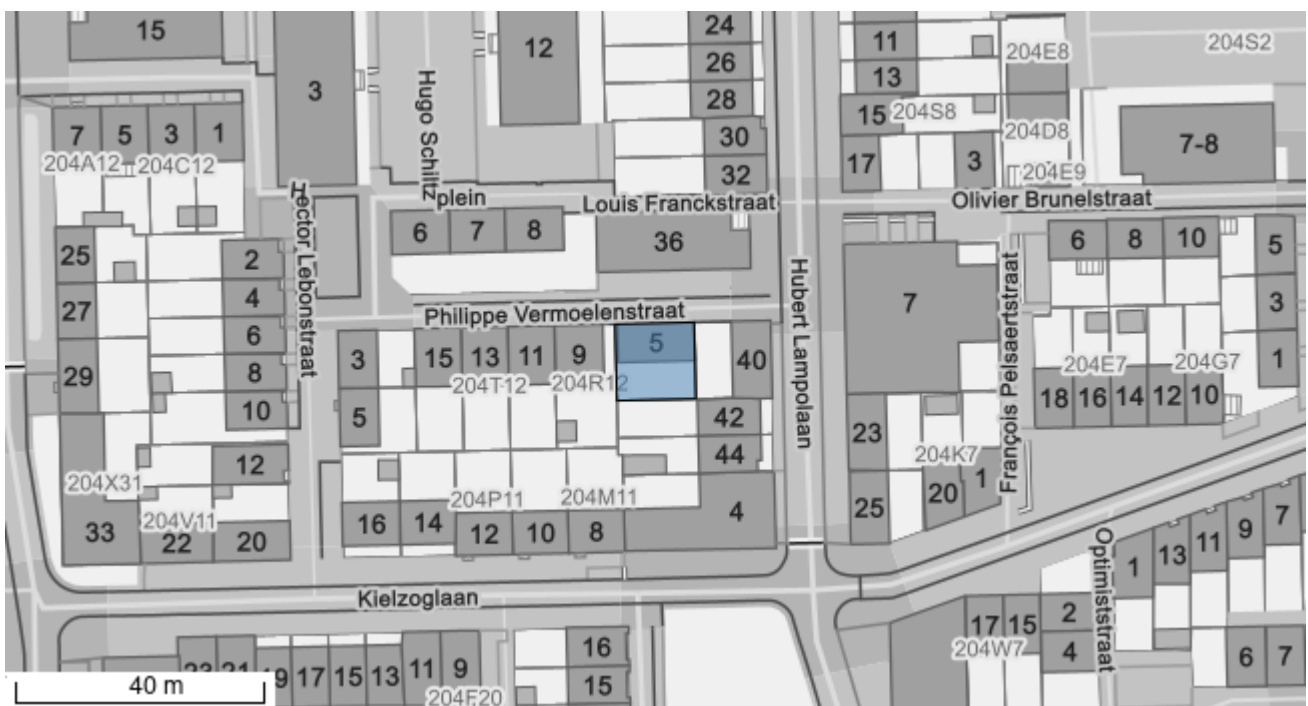 15
3
Hugo Schiltz
plein
12
24
26
28
30
32
11
13
15
17
3
204S8
204E8
204D8
204E9
204S2
7-8
7 5 3 1
204A12 204C12
Louis Franckstraat
Olivier Brunelstraat
Hector Lebonstraat
6 7 8
36
Hubert Lampolaan
7
François Pelsaertstraat
6 8 10
5
3
1
25
27
29
2
4
6
8
10
12
Philippe Vermoelenstraat
3
5
15 13 11 9
5
40
42
44
204T12 204R12
204E7 204G7
18 16 14 12 10
23
25
204K7
20
1
204X31
33
204V11
22 20
16 14 12 10 8
204P11 204M11
4
Kielzoglaan
Optimiststraat
1 13 11 9 7
17 15
2
4
204W7
6 7
23 21 19 17 15 13 11 9
204F20
16
15
40 m